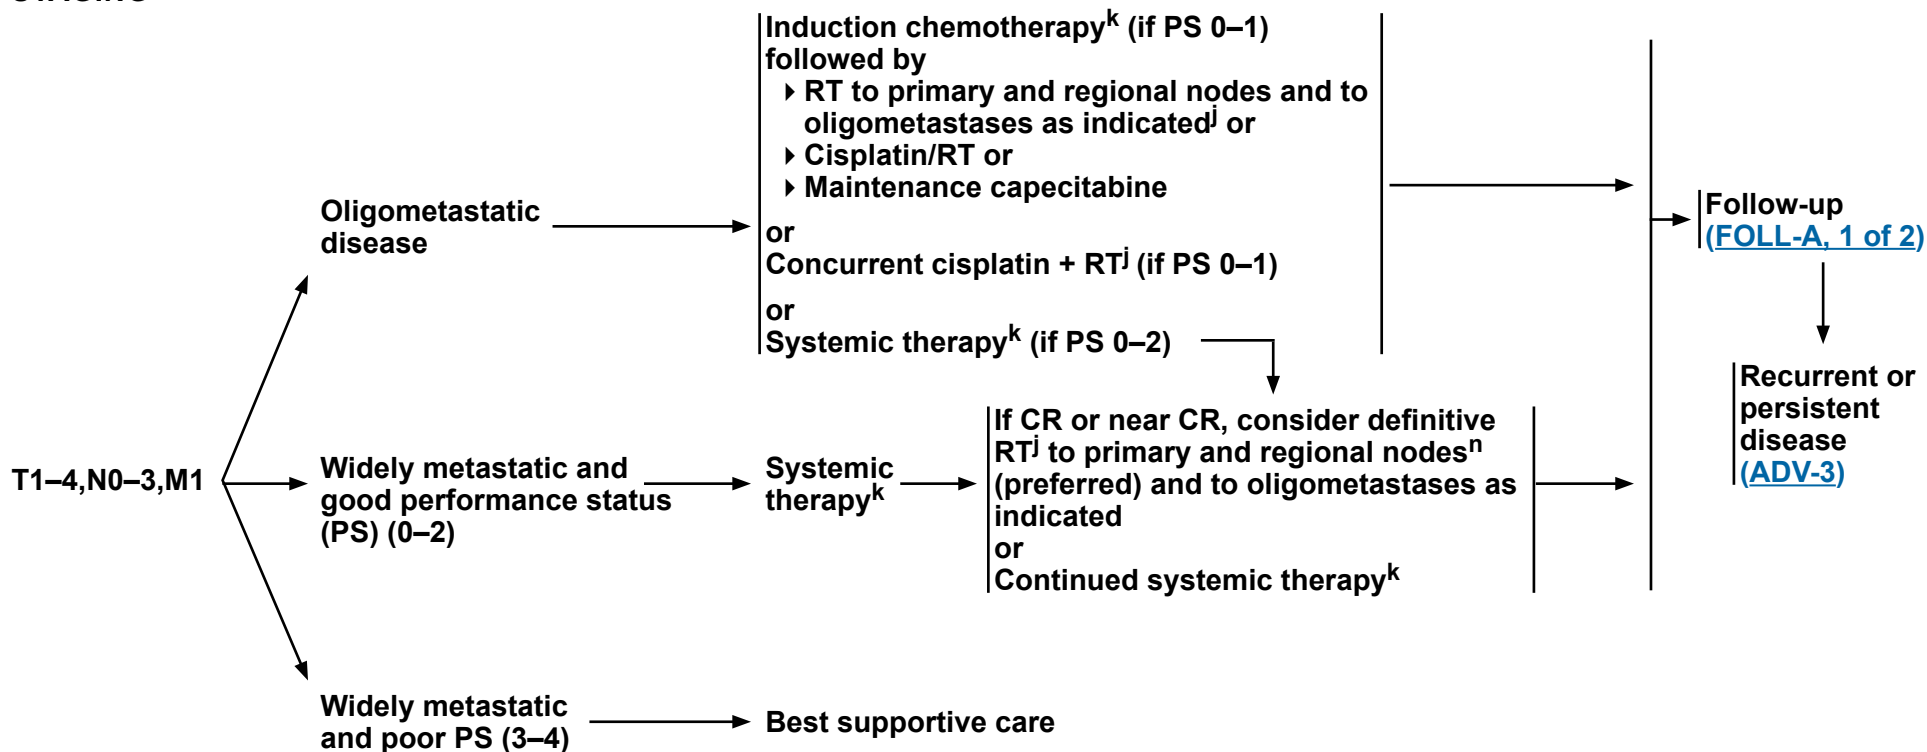 T1–4,N0–3,M1
Oligometastatic
disease
Induction chemotherapyᵏ (if PS 0–1)
followed by
RT to primary and regional nodes and to
oligometastases as indicatedʲ or
Cisplatin/RT or
Maintenance capecitabine
or
Concurrent cisplatin + RTʲ (if PS 0–1)
or
Systemic therapyᵏ (if PS 0–2)
Widely metastatic and
good performance status
(PS) (0–2)
Systemic
therapyᵏ
If CR or near CR, consider definitive
RTʲ to primary and regional nodesⁿ
(preferred) and to oligometastases as
indicated
or
Continued systemic therapyᵏ
Widely metastatic
and poor PS (3–4)
Best supportive care
Follow-up
(FOLL-A, 1 of 2)
Recurrent or
persistent
disease
(ADV-3)